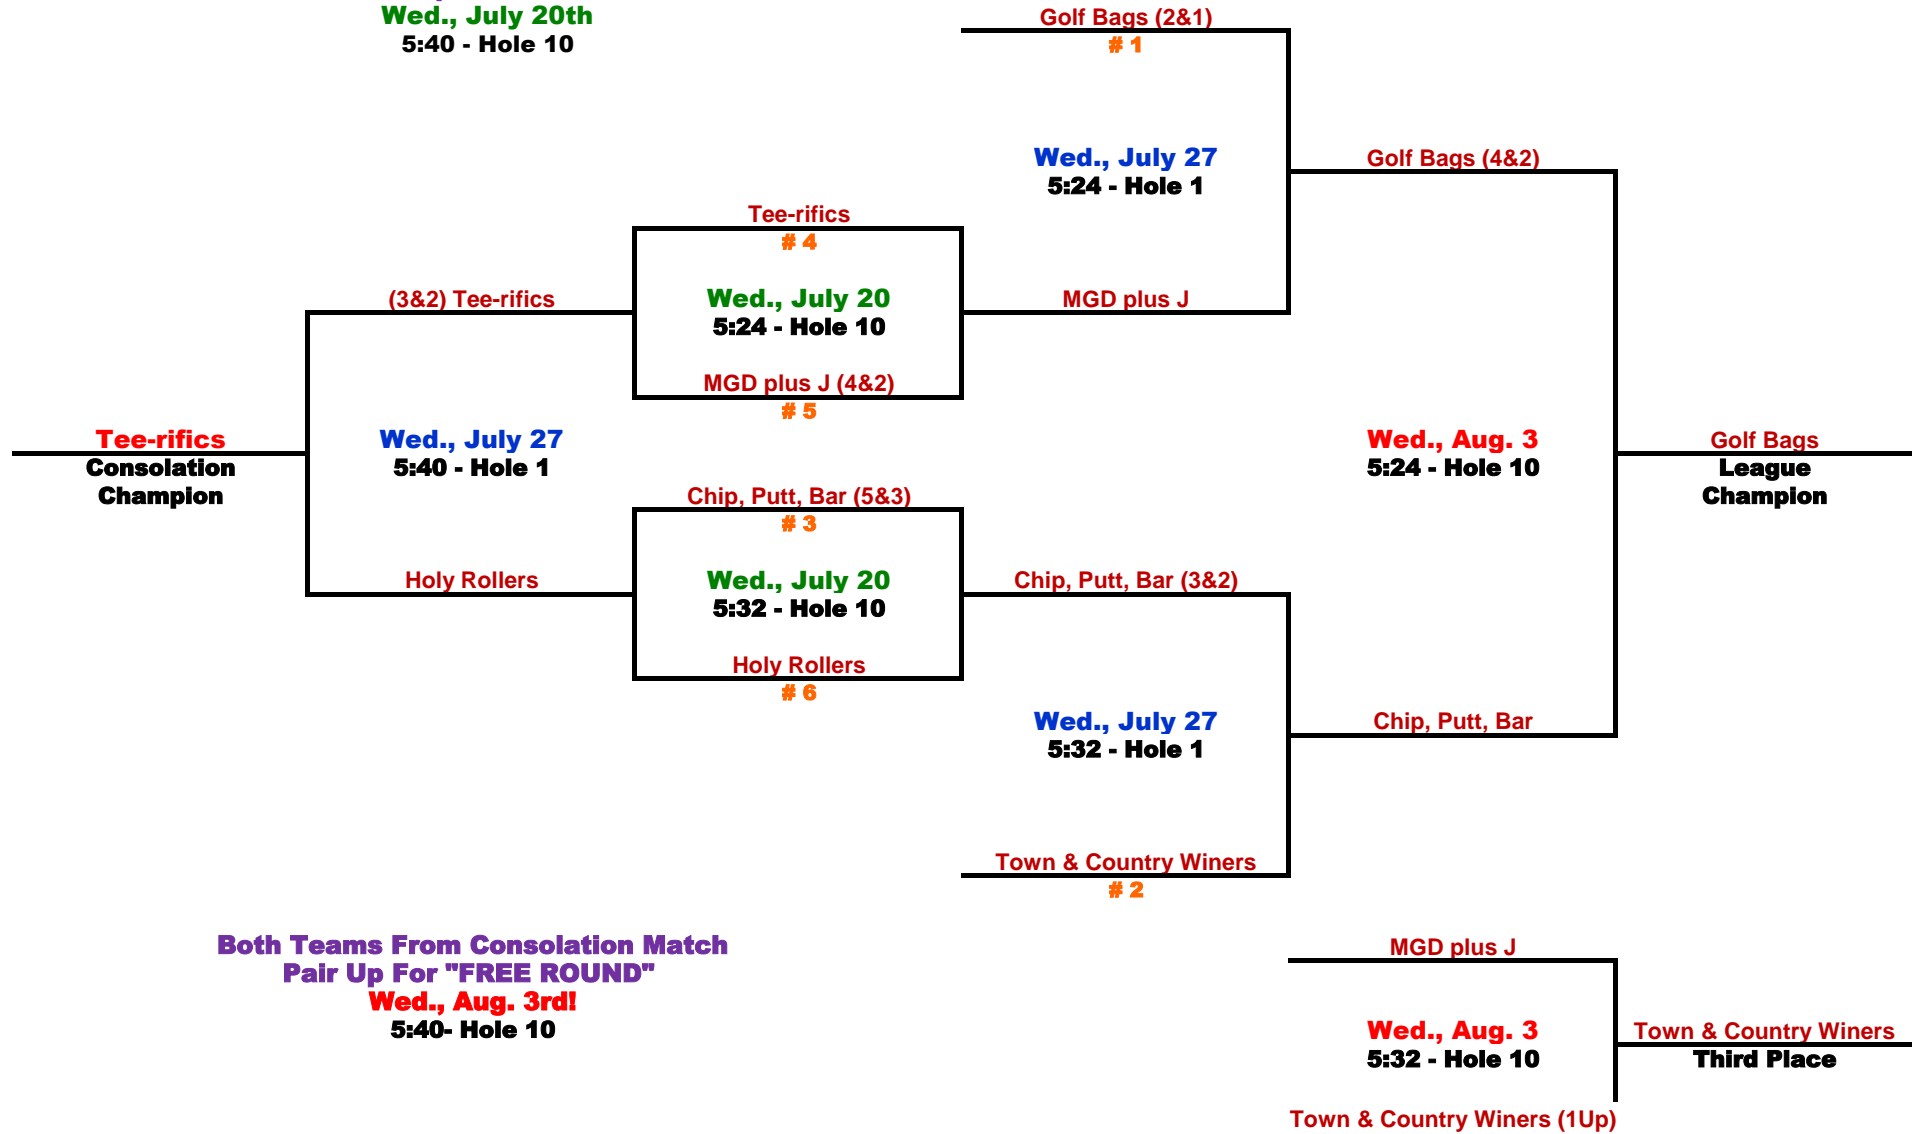 Wed., July 20th
5:40 - Hole 10
Golf Bags (2&1)
# 1
Wed., July 27
5:24 - Hole 1
Golf Bags (4&2)
Tee-rifics
# 4
(3&2) Tee-rifics
Wed., July 20
5:24 - Hole 10
MGD plus J
MGD plus J (4&2)
# 5
Tee-rifics
Consolation
Champion
Wed., July 27
5:40 - Hole 1
Wed., Aug. 3
5:24 - Hole 10
Golf Bags
League
Champion
Chip, Putt, Bar (5&3)
# 3
Holy Rollers
Wed., July 20
5:32 - Hole 10
Chip, Putt, Bar (3&2)
Holy Rollers
# 6
Wed., July 27
5:32 - Hole 1
Chip, Putt, Bar
Town & Country Winers
# 2
Both Teams From Consolation Match
Pair Up For "FREE ROUND"
Wed., Aug. 3rd!
5:40- Hole 10
MGD plus J
Wed., Aug. 3
5:32 - Hole 10
Town & Country Winers
Third Place
Town & Country Winers (1Up)